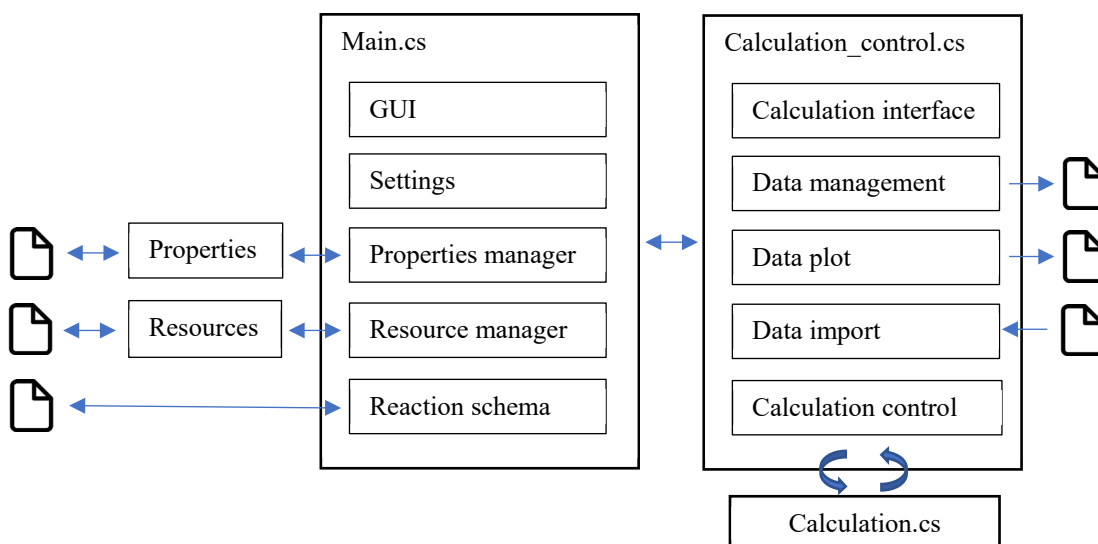 Main.cs
GUI
Settings
Properties
Properties manager
Resources
Resource manager
Reaction schema
Calculation_control.cs
Calculation interface
Data management
Data plot
Data import
Calculation control
Calculation.cs